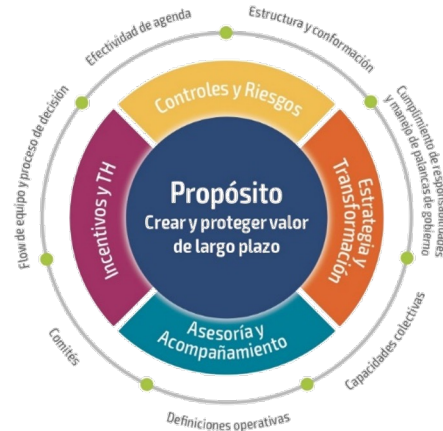 Efectividad de agenda
Estructura y conformación
Cumplimiento de responsabilidades
y manejo de palancas de gobierno
Capacidades colectivas
Definiciones operativas
Comités
Flow de equipo y proceso de decisión
Controles y Riesgos
Estrategia y
Transformación
Asesoría y
Acompañamiento
Incentivos y TH
Propósito
Crear y proteger valor
de largo plazo